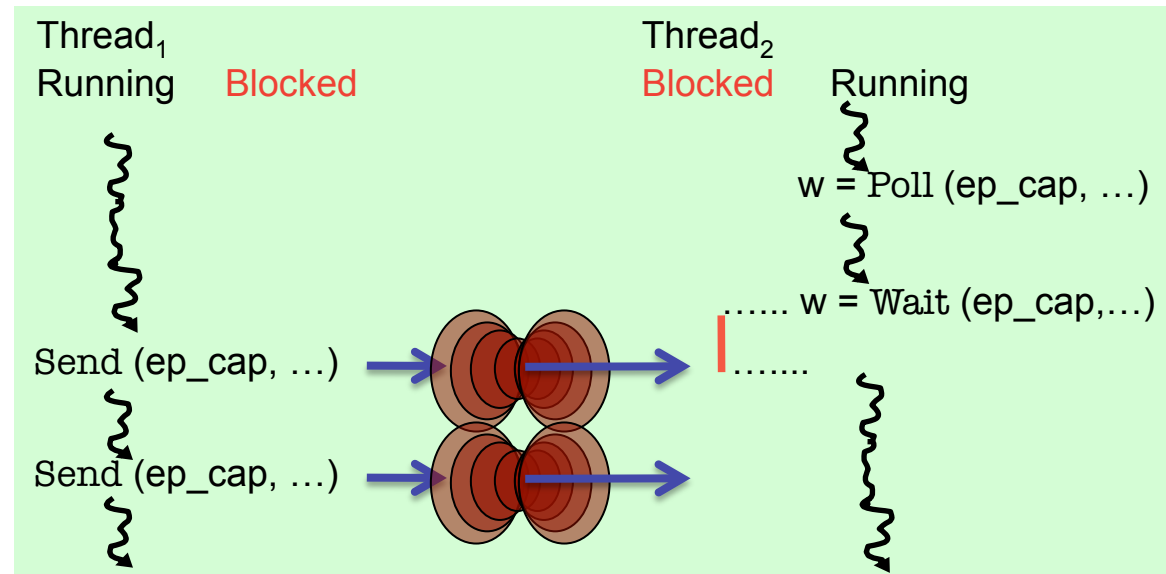 Thread₁
Running Blocked
Thread₂
Blocked Running
w = Poll (ep_cap, …)
…... w = Wait (ep_cap,…)
Send (ep_cap, …)
…....
Send (ep_cap, …)